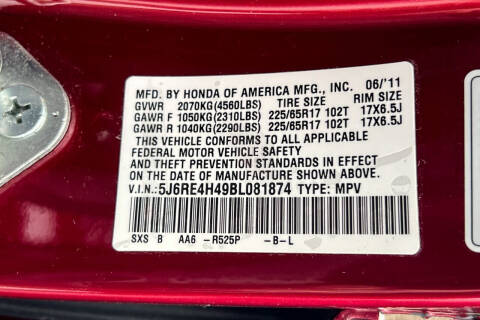 MFD. BY HONDA OF AMERICA MFG., INC. 06/'11
GVWR 2070KG(4560LBS) TIRE SIZE RIM SIZE
GAWR F 1050KG(2310LBS) 225/65R17 102T 17X6.5J
GAWR R 1040KG(2290LBS) 225/65R17 102T 17X6.5J
THIS VEHICLE CONFORMS TO ALL APPLICABLE
FEDERAL MOTOR VEHICLE SAFETY
AND THEFT PREVENTION STANDARDS IN EFFECT
ON THE DATE OF MANUFACTURE SHOWN ABOVE.
V.I.N.: 5J6RE4H49BL081874 TYPE: MPV
SXS B AA6 -R525P -B-L